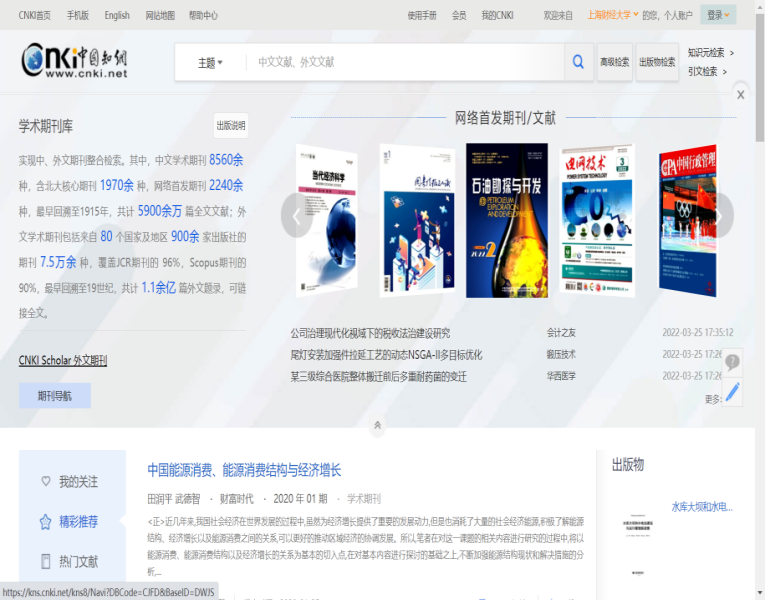 CNKI首页 手机版 English 网站地图 帮助中心 使用手册 会员 我的CNKI 欢迎来自 上海财经大学 的您, 个人账户 登录
CNKI中国知网
www.cnki.net
主题 中文文献、外文文献 高级检索 出版物检索 知识元检索 >
引文检索 >
X
学术期刊库 出版说明
实现中、外文期刊整合检索。其中，中文学术期刊 8560余
种，含北大核心期刊 1970余 种，网络首发期刊 2240余
种，最早回溯至1915年，共计 5900余万 篇全文文献；外
文学术期刊包括来自 80 个国家及地区 900余 家出版社的
期刊 7.5万余 种，覆盖JCR期刊的 96%，Scopus期刊的
90%，最早回溯至19世纪，共计 1.1余亿 篇外文题录，可链
接全文。
CNKI Scholar 外文期刊
期刊导航
网络首发期刊/文献
当代经济科学
石油勘探与开发
PETROLEUM
EXPLORATION
AND DEVELOPMENT
2
电网技术
POWER SYSTEM TECHNOLOGY
3
CPA中国行政管理
公司治理现代化视域下的税收法治建设研究 会计之友 2022-03-25 17:35:12
尾灯安装加强件拉延工艺的动态NSGA-II多目标优化 锻压技术 2022-03-25 17:26
某三级综合医院整体搬迁前后多重耐药菌的变迁 华西医学 2022-03-25 17:26
更多
我的关注
精彩推荐
热门文献
中国能源消费、能源消费结构与经济增长
田润平 武德智 · 财富时代 · 2020 年 01 期 · 学术期刊
<正>近几年来,我国社会经济在世界发展的过程中,虽然为经济增长提供了重要的发展动力,但是也消耗了大量的社会经济能源,积极了解能源
结构、经济增长以及能源消费之间的关系,可以更好的推动区域经济的协调发展。所以,笔者在对这一课题的相关内容进行研究的过程中,将以
能源消费、能源消费结构以及经济增长的关系为基本的切入点,在对基本内容进行探讨的基础之上,不断加强能源结构现状和解决措施的分
析,...
出版物
水库大坝和水电...
https://kns.cnki.net/kns8/Navi?DBCode=CJFD&BaseID=DWJS